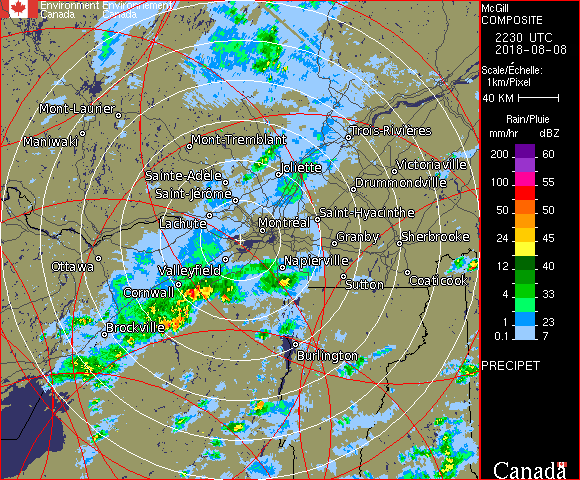 Environment Environnement
Canada Canada
McGill
COMPOSITE
2230 UTC
2018-08-08
Scale/Échelle:
1km/Pixel
40 KM
Rain/Pluie
mm/hr dBZ
200 60
100 55
50 50
24 45
12 40
4 33
2 23
0.1 7
PRECIPET
Canada
Mont-Laurier
Maniwaki
Mont-Tremblant
Trois-Rivières
Joliette
Victoriaville
Sainte-Adèle
Drummondville
Saint-Jérôme
Saint-Hyacinthe
Lachute
Montréal
Granby
Sherbrooke
Ottawa
Valleyfield
Napierville
Sutton
Coaticook
Cornwall
Brockville
Burlington